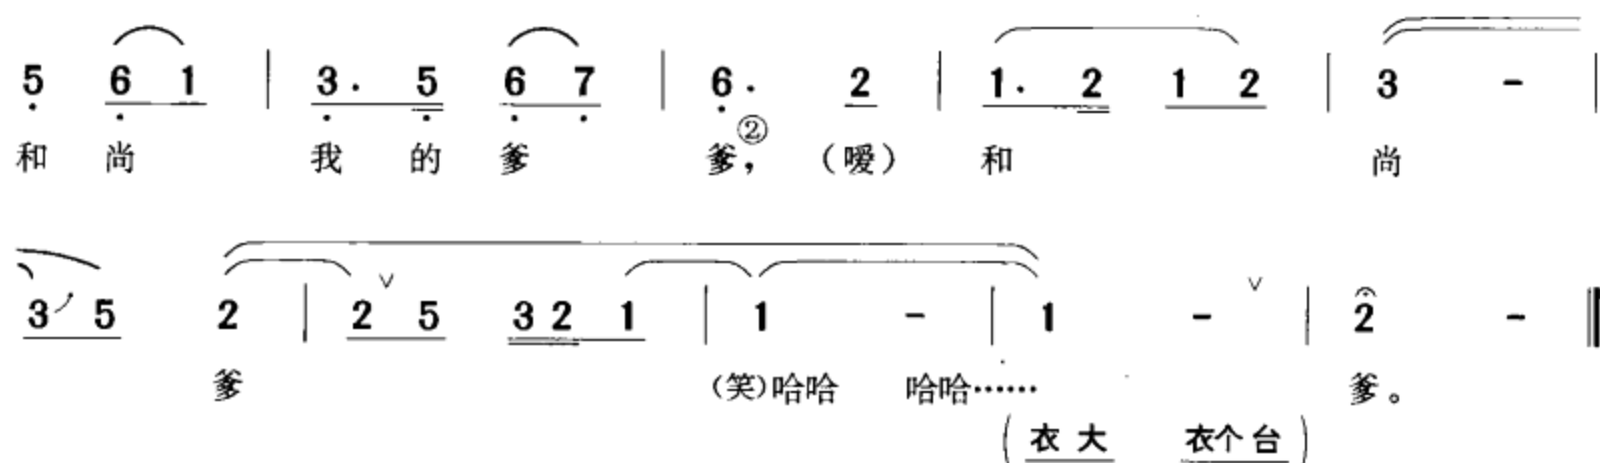 5 6 1 | 3. 5 6 7 | 6. 2 | 1. 2 1 2 | 3 - |
和 尚 我 的 爹 爹，② （嗳） 和 尚
3 5 2 | 2 5 3 2 1 | 1 - | 1 - | 2 - ‖
爹 （笑）哈哈 哈哈…… 爹。
（衣 大 衣个 台）